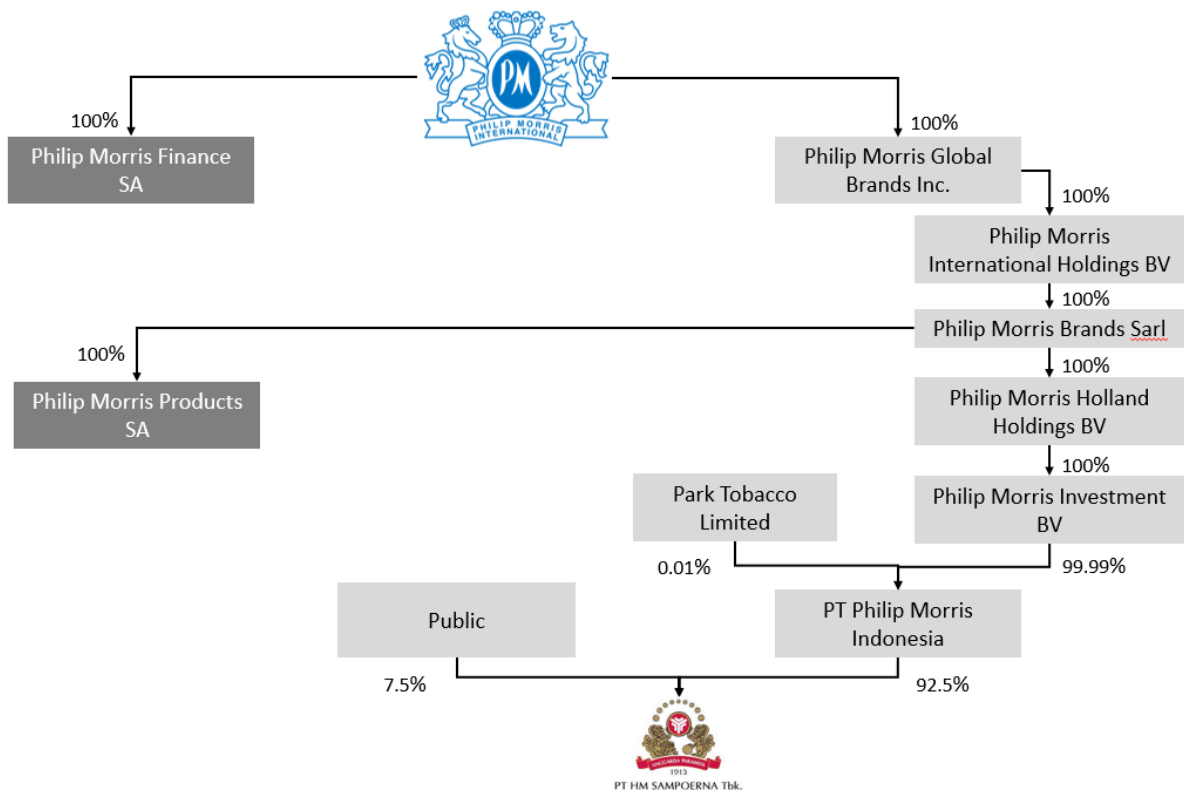 PM
PHILIP MORRIS
INTERNATIONAL
100%
100%
Philip Morris Finance
SA
Philip Morris Global
Brands Inc.
100%
Philip Morris
International Holdings BV
100%
Philip Morris Brands Sarl
100%
100%
Philip Morris Products
SA
Philip Morris Holland
Holdings BV
100%
Park Tobacco
Limited
Philip Morris Investment
BV
0.01%
99.99%
Public
PT Philip Morris
Indonesia
7.5%
92.5%
ANGGARDA PARAMITA
1913
PT HM SAMPOERNA Tbk.